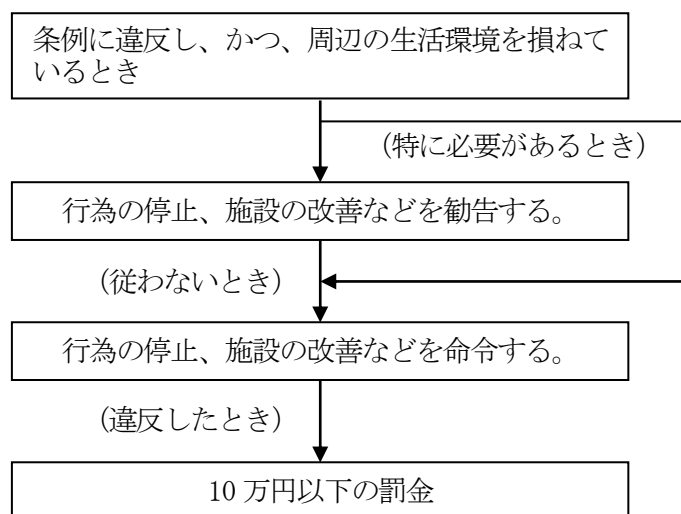 条例に違反し、かつ、周辺の生活環境を損ねて
いるとき
(特に必要があるとき)
行為の停止、施設の改善などを勧告する。
(従わないとき)
行為の停止、施設の改善などを命令する。
(違反したとき)
10 万円以下の罰金